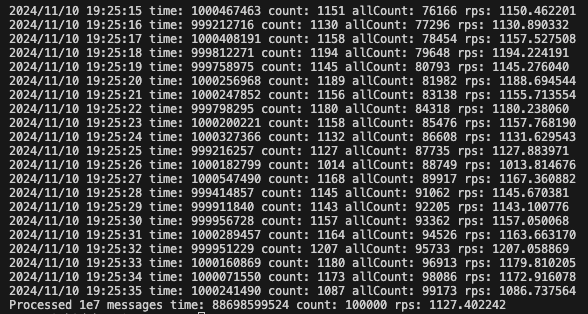 2024/11/10 19:25:15 time: 1000467463 count: 1151 allCount: 76166 rps: 1150.462201
2024/11/10 19:25:16 time: 999212716 count: 1130 allCount: 77296 rps: 1130.890332
2024/11/10 19:25:17 time: 1000408191 count: 1158 allCount: 78454 rps: 1157.527508
2024/11/10 19:25:18 time: 999812271 count: 1194 allCount: 79648 rps: 1194.224191
2024/11/10 19:25:19 time: 999758975 count: 1145 allCount: 80793 rps: 1145.276040
2024/11/10 19:25:20 time: 1000256968 count: 1189 allCount: 81982 rps: 1188.694544
2024/11/10 19:25:21 time: 1000247852 count: 1156 allCount: 83138 rps: 1155.713554
2024/11/10 19:25:22 time: 999798295 count: 1180 allCount: 84318 rps: 1180.238060
2024/11/10 19:25:23 time: 1000200221 count: 1158 allCount: 85476 rps: 1157.768190
2024/11/10 19:25:24 time: 1000327366 count: 1132 allCount: 86608 rps: 1131.629543
2024/11/10 19:25:25 time: 999216257 count: 1127 allCount: 87735 rps: 1127.883971
2024/11/10 19:25:26 time: 1000182799 count: 1014 allCount: 88749 rps: 1013.814676
2024/11/10 19:25:27 time: 1000547490 count: 1168 allCount: 89917 rps: 1167.360882
2024/11/10 19:25:28 time: 999414857 count: 1145 allCount: 91062 rps: 1145.670381
2024/11/10 19:25:29 time: 999911840 count: 1143 allCount: 92205 rps: 1143.100776
2024/11/10 19:25:30 time: 999956728 count: 1157 allCount: 93362 rps: 1157.050068
2024/11/10 19:25:31 time: 1000289457 count: 1164 allCount: 94526 rps: 1163.663170
2024/11/10 19:25:32 time: 999951229 count: 1207 allCount: 95733 rps: 1207.058869
2024/11/10 19:25:33 time: 1000160869 count: 1180 allCount: 96913 rps: 1179.810205
2024/11/10 19:25:34 time: 1000071550 count: 1173 allCount: 98086 rps: 1172.916078
2024/11/10 19:25:35 time: 1000241490 count: 1087 allCount: 99173 rps: 1086.737564
Processed 1e7 messages time: 88698599524 count: 100000 rps: 1127.402242